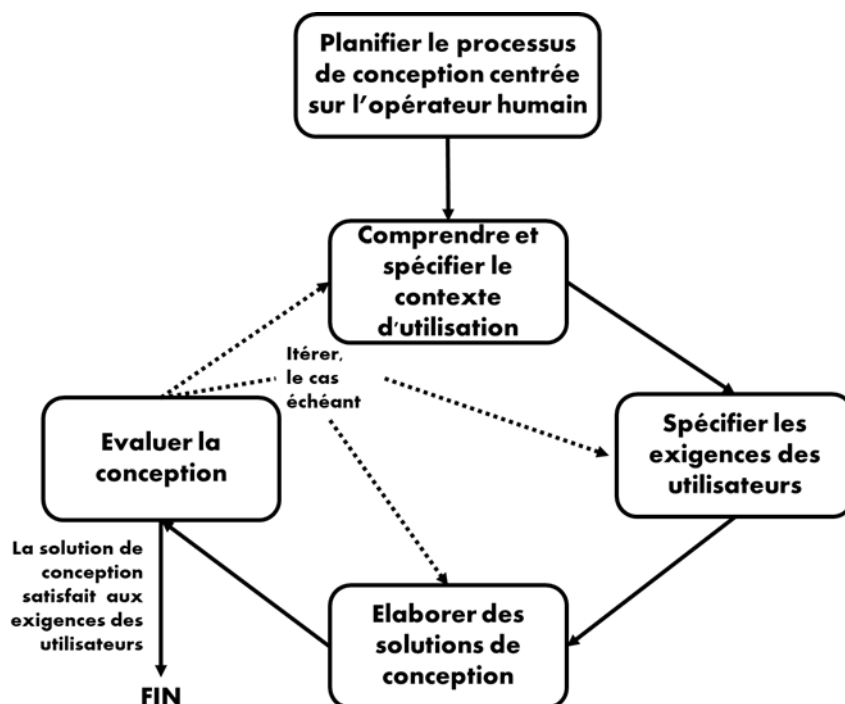 Planifier le processus
de conception centrée
sur l'opérateur humain
Comprendre et
spécifier le
contexte
d'utilisation
Itérer,
le cas
échéant
Evaluer la
conception
Spécifier les
exigences des
utilisateurs
La solution de
conception
satisfait aux
exigences des
utilisateurs
Elaborer des
solutions de
conception
FIN